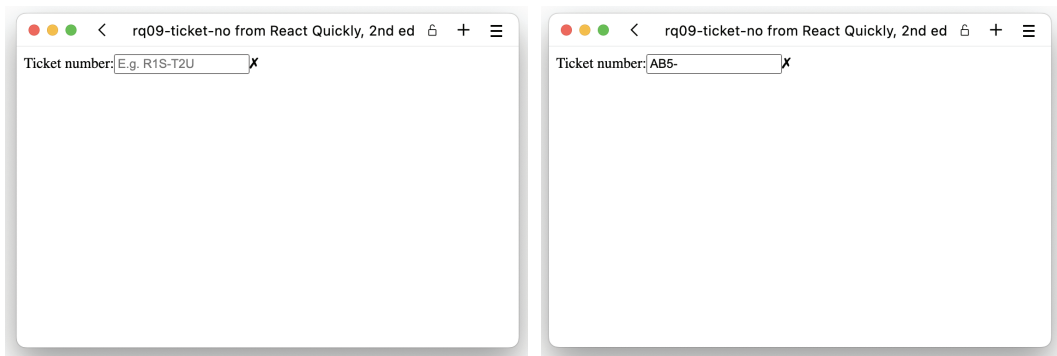 rq09-ticket-no from React Quickly, 2nd ed
Ticket number: E.g. R1S-T2U ✗
rq09-ticket-no from React Quickly, 2nd ed
Ticket number: AB5- ✗